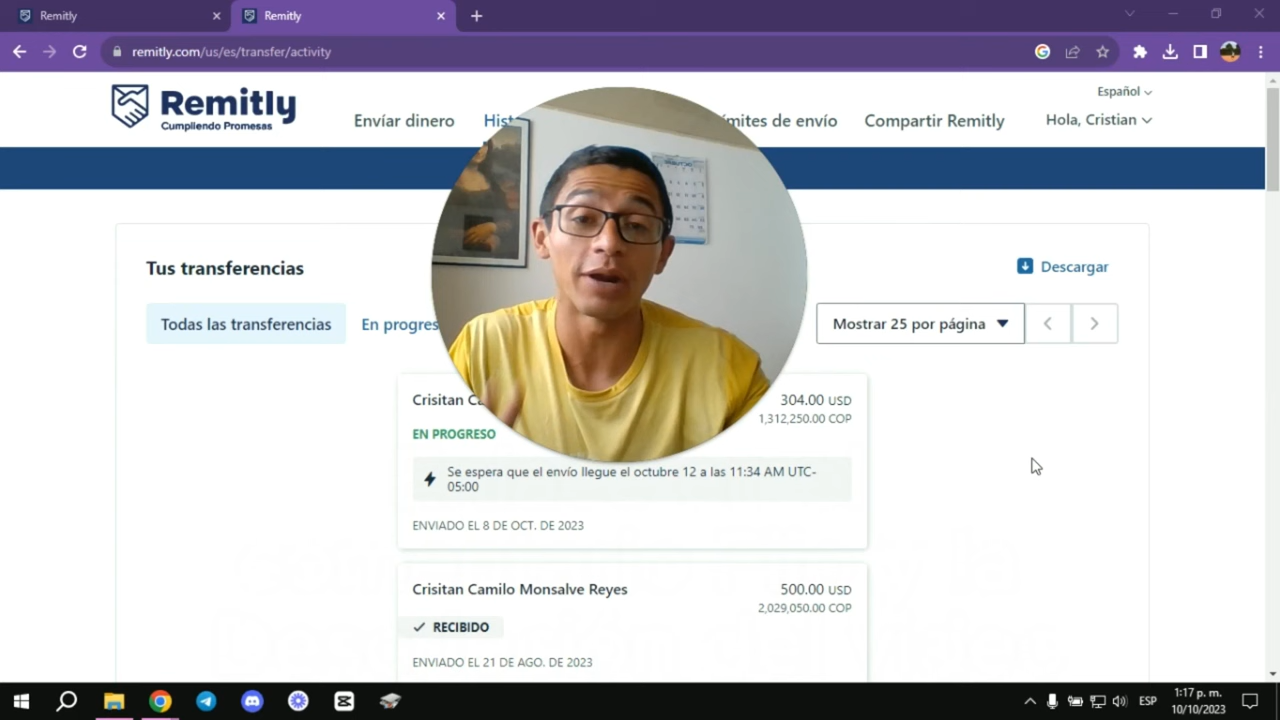 Remitly
Remitly
remitly.com/us/es/transfer/activity
Español
Remitly
Cumpliendo Promesas
Envíar dinero
Hist
ímites de envío
Compartir Remitly
Hola, Cristian
Tus transferencias
Descargar
Todas las transferencias
En progres
Mostrar 25 por página
Crisitan Ca
304.00 USD
1,312,250.00 COP
EN PROGRESO
Se espera que el envío llegue el octubre 12 a las 11:34 AM UTC-
05:00
ENVIADO EL 8 DE OCT. DE 2023
Crisitan Camilo Monsalve Reyes
500.00 USD
2,029,050.00 COP
RECIBIDO
ENVIADO EL 21 DE AGO. DE 2023
ESP
1:17 p. m.
10/10/2023